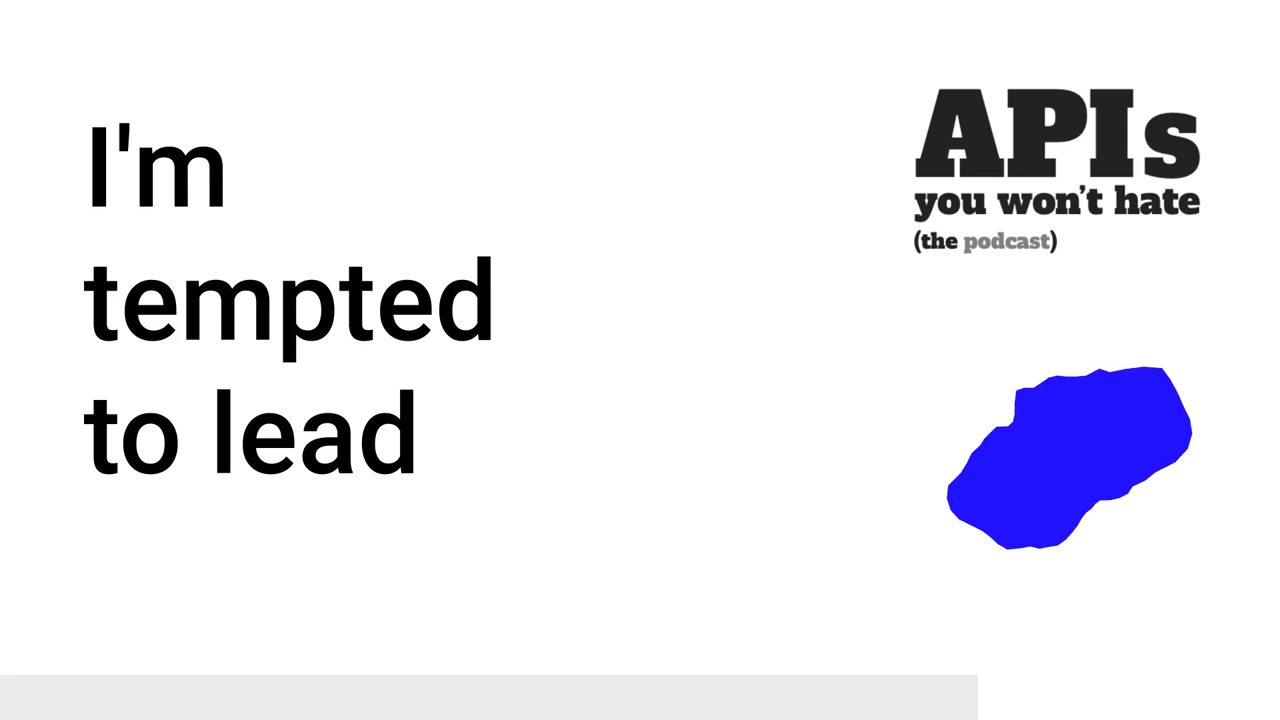 I'm
tempted
to lead
APIs
you won't hate
(the podcast)